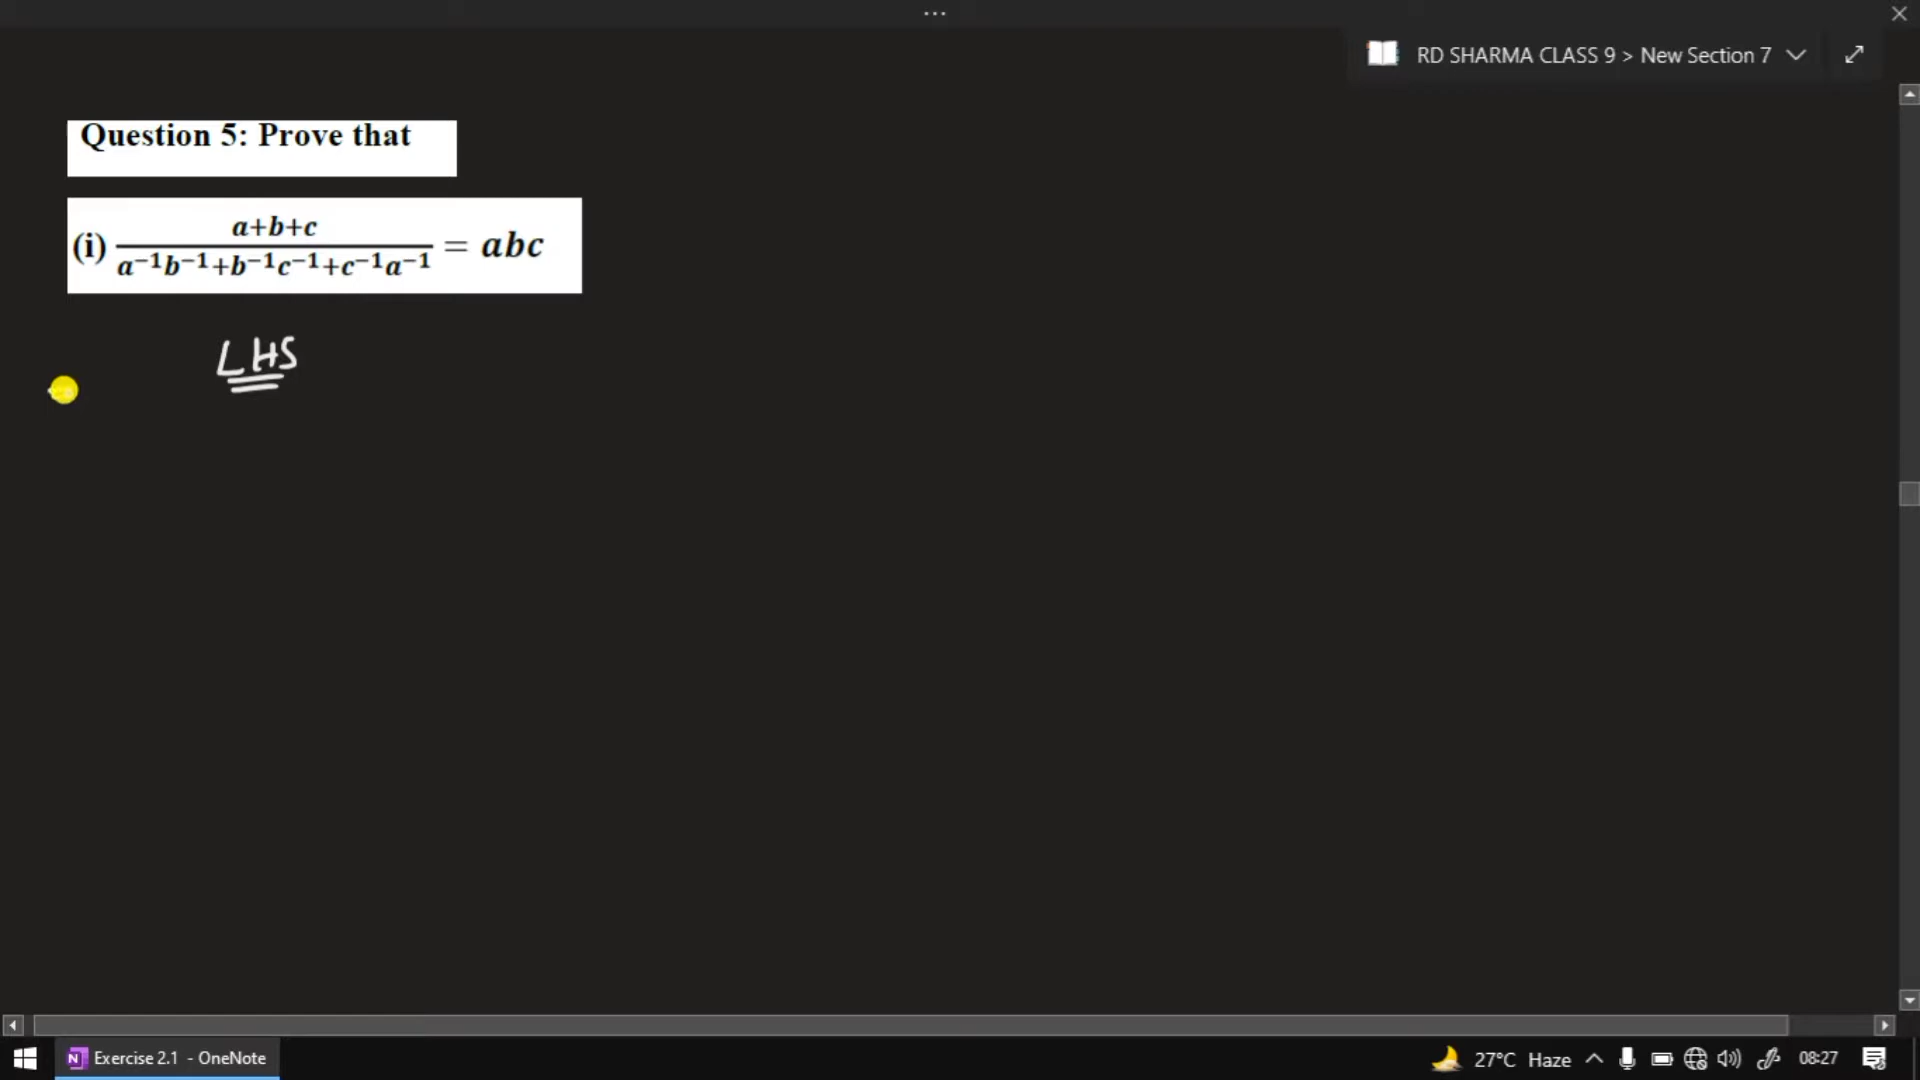 ...
RD SHARMA CLASS 9 > New Section 7
Question 5: Prove that
(i) a+b+c / a⁻¹b⁻¹+b⁻¹c⁻¹+c⁻¹a⁻¹ = abc
LHS
Exercise 2.1 - OneNote
27°C Haze
08:27